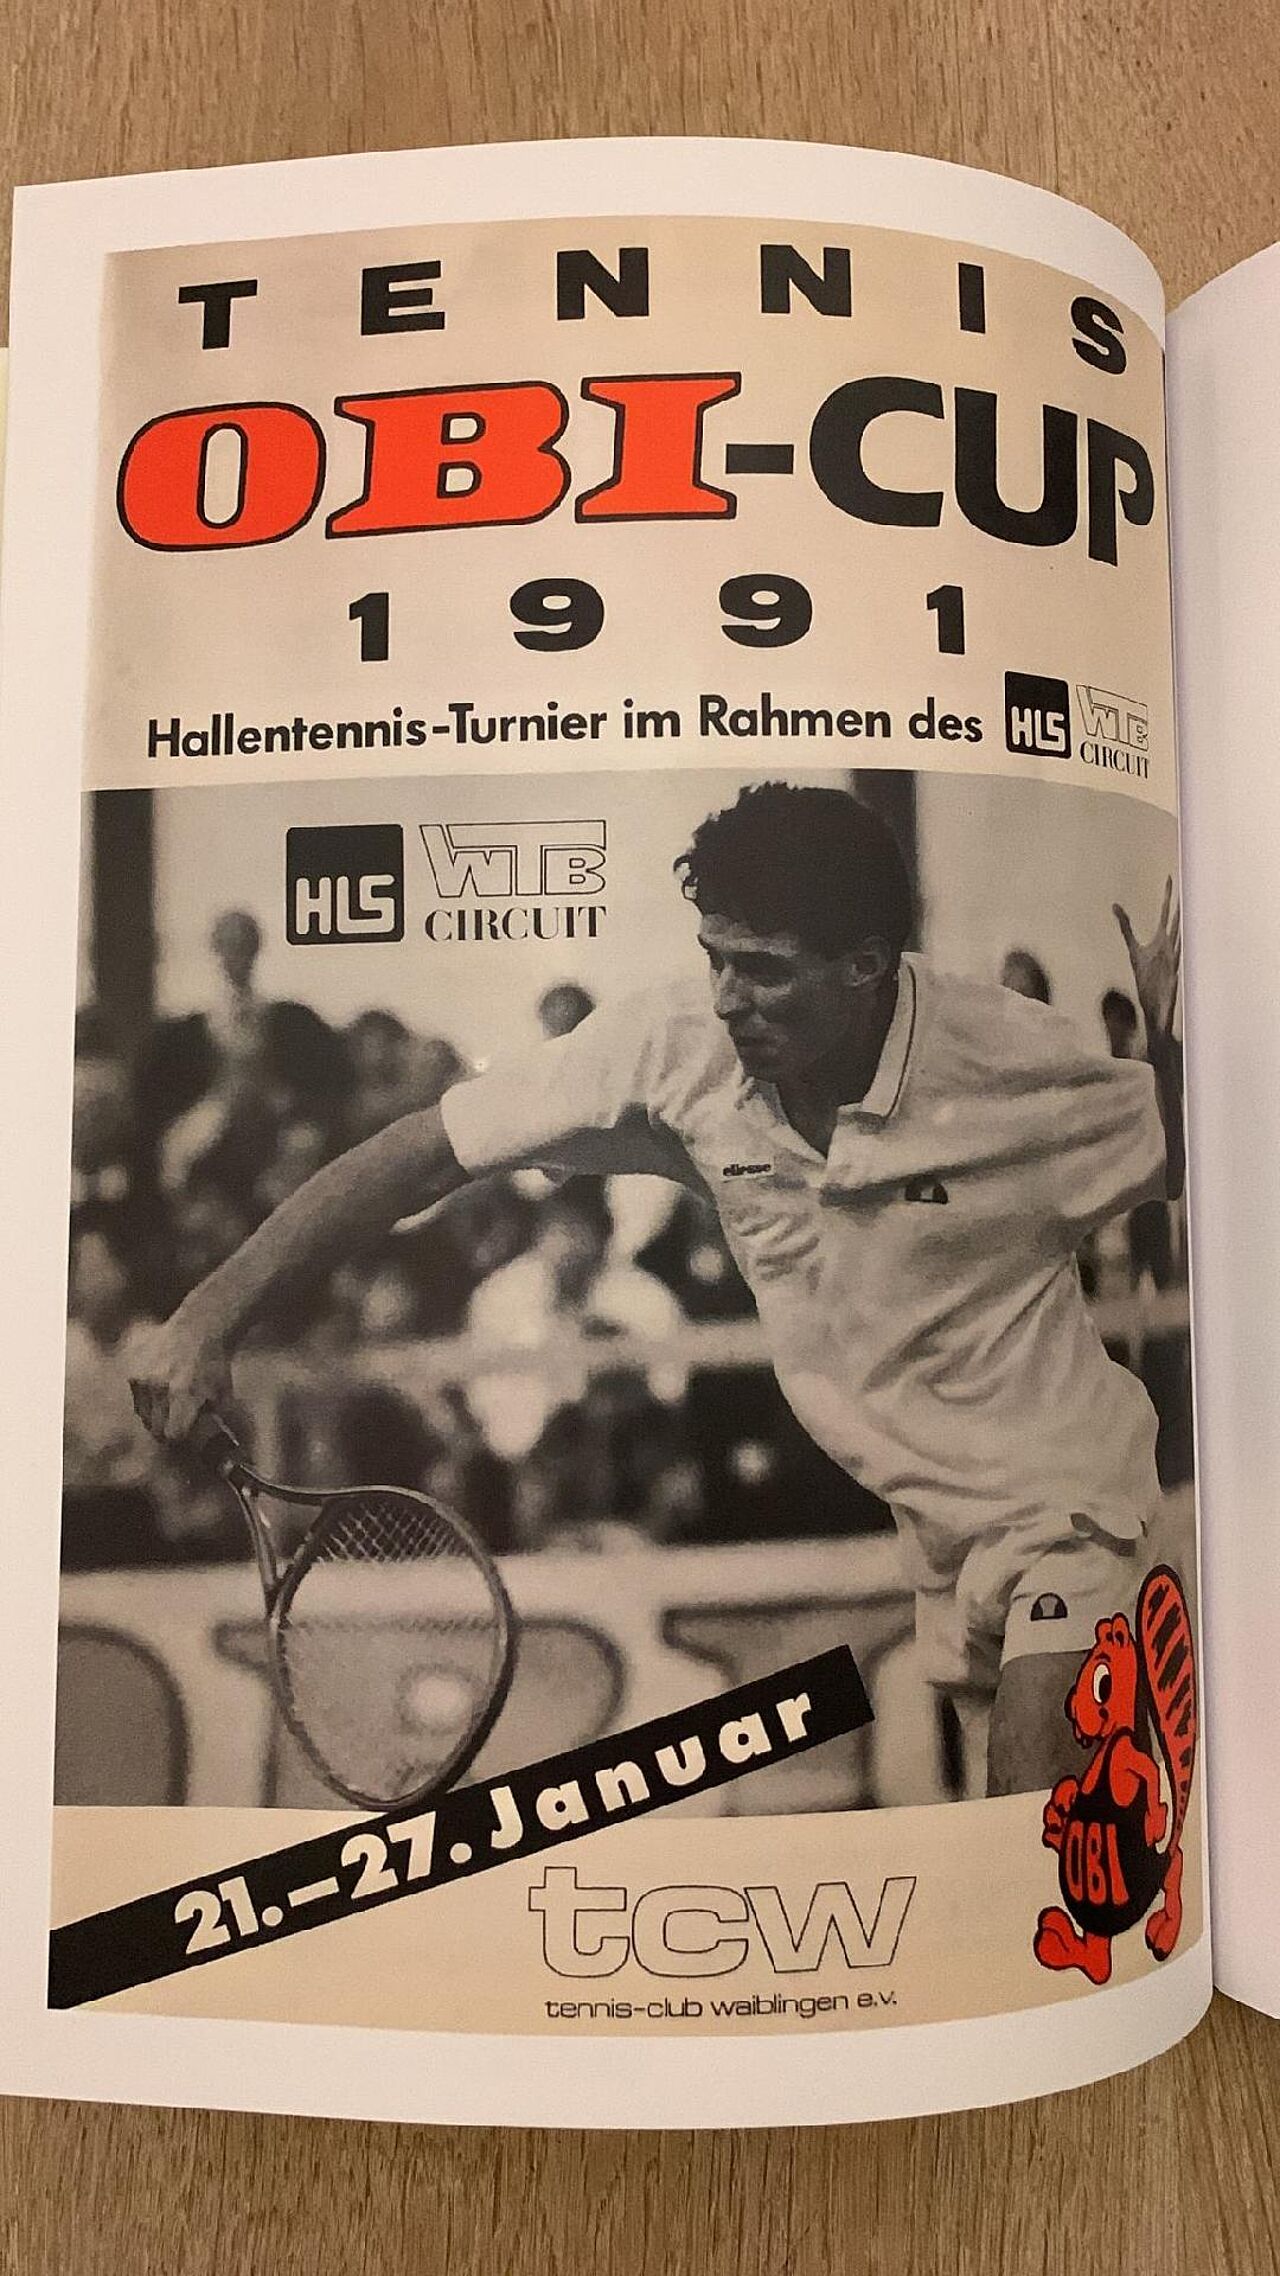 TENNIS
OBI-CUP
1991
Hallentennis-Turnier im Rahmen des HLS WTB CIRCUIT
HLS WTB
CIRCUIT
ellesse
21.–27. Januar
OBI
tcw
tennis-club waiblingen e.v.